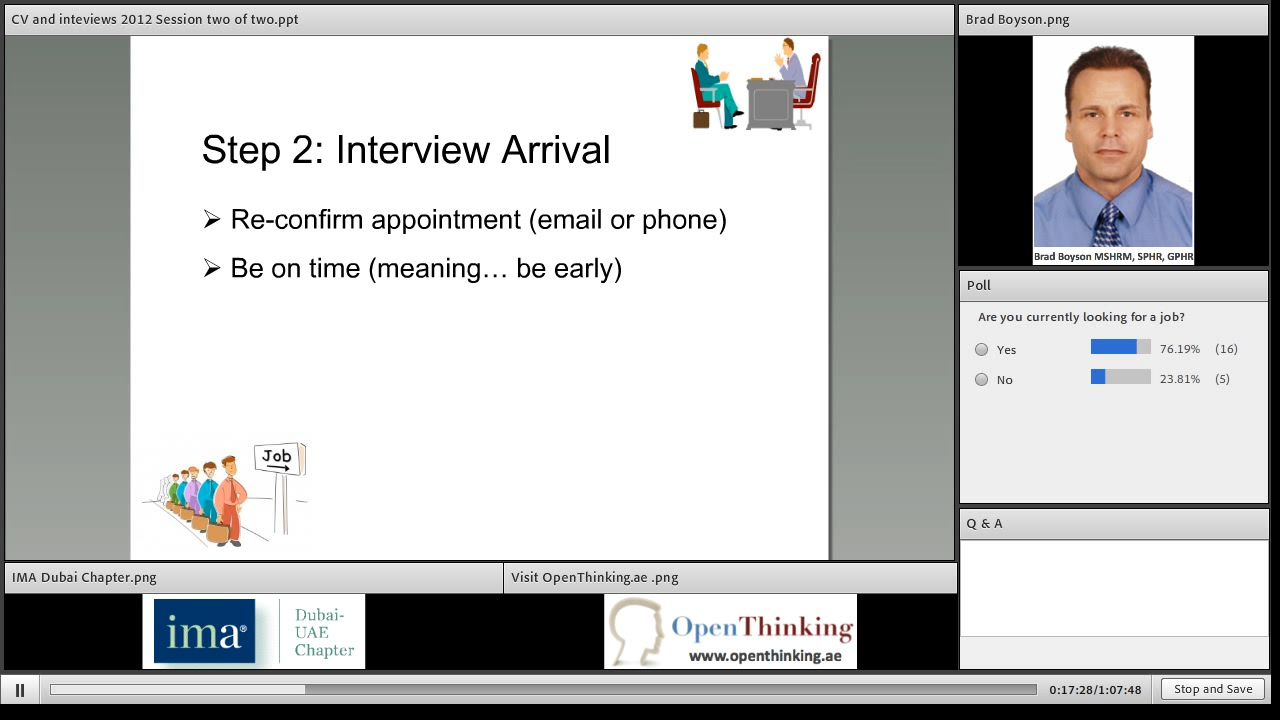 CV and inteviews 2012 Session two of two.ppt
Step 2: Interview Arrival
➢ Re-confirm appointment (email or phone)
➢ Be on time (meaning… be early)
Job
Brad Boyson.png
Brad Boyson MSHRM, SPHR, GPHR
Poll
Are you currently looking for a job?
Yes 76.19% (16)
No 23.81% (5)
Q & A
IMA Dubai Chapter.png
ima®
Dubai-
UAE
Chapter
Visit OpenThinking.ae .png
OpenThinking
www.openthinking.ae
0:17:28/1:07:48
Stop and Save